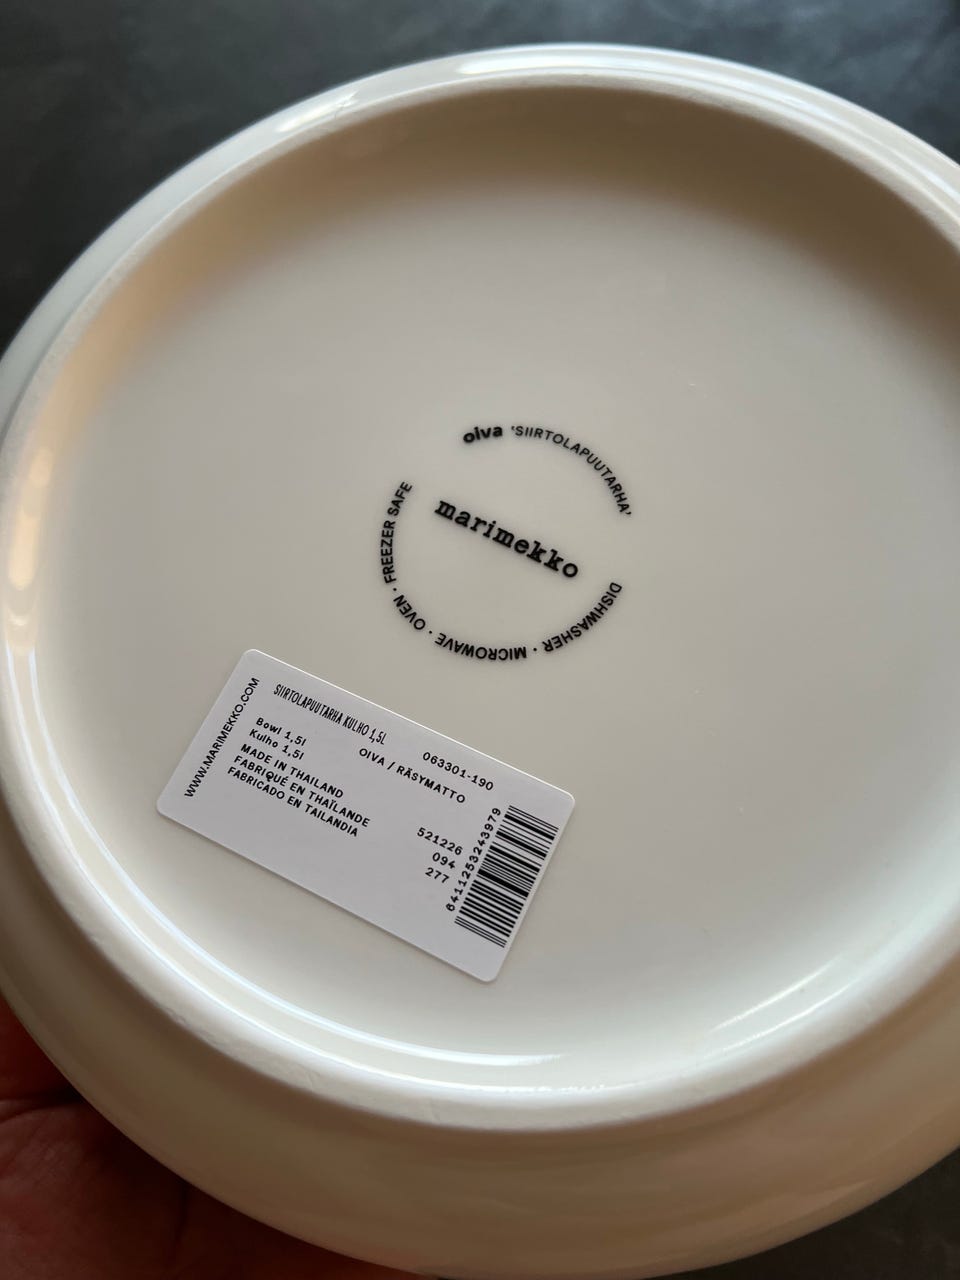 oiva 'SIIRTOLAPUUTARHA'
marimekko
DISHWASHER · MICROWAVE · OVEN · FREEZER SAFE
WWW.MARIMEKKO.COM
SIIRTOLAPUUTARHA KULHO 1,5L
063301-190
Bowl 1,5l
Kulho 1,5l
OIVA / RÄSYMATTO
MADE IN THAILAND
FABRIQUÉ EN THAÏLANDE
FABRICADO EN TAILANDIA
521226
094
277
6411253243979